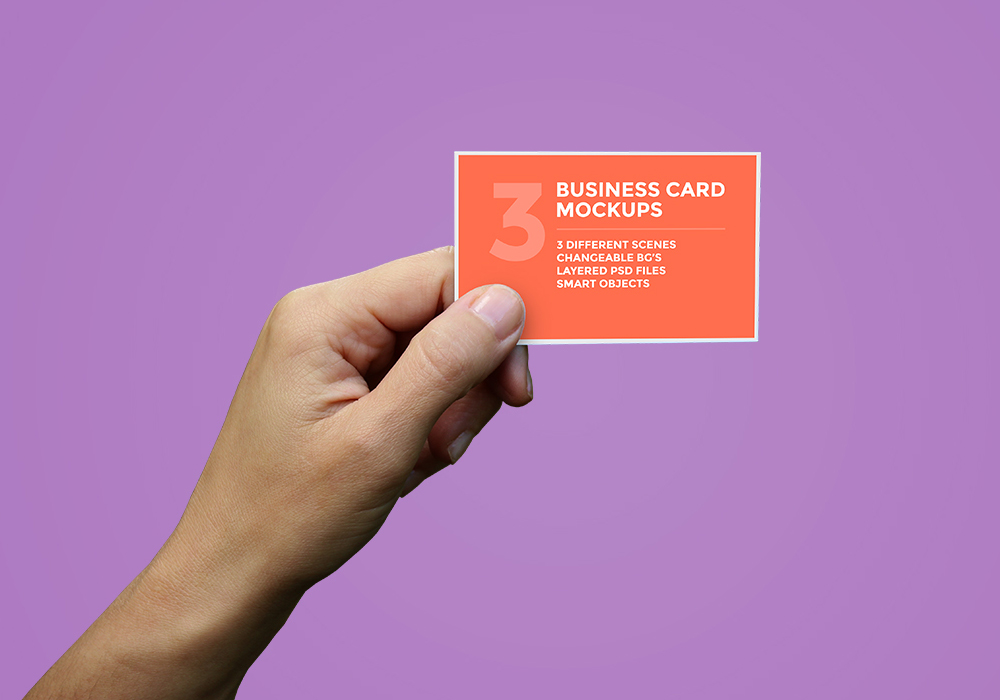 3
BUSINESS CARD
MOCKUPS
3 DIFFERENT SCENES
CHANGEABLE BG'S
LAYERED PSD FILES
SMART OBJECTS